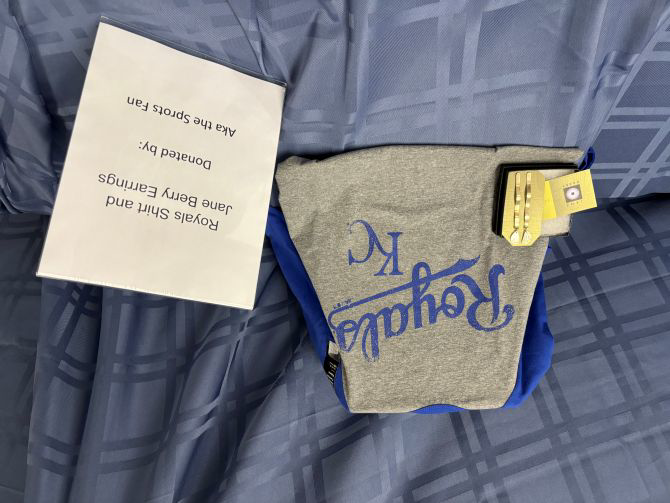 Royals Shirt and
Jane Berry Earrings
Donated by:
Aka the Sprots Fan
KC
Royals